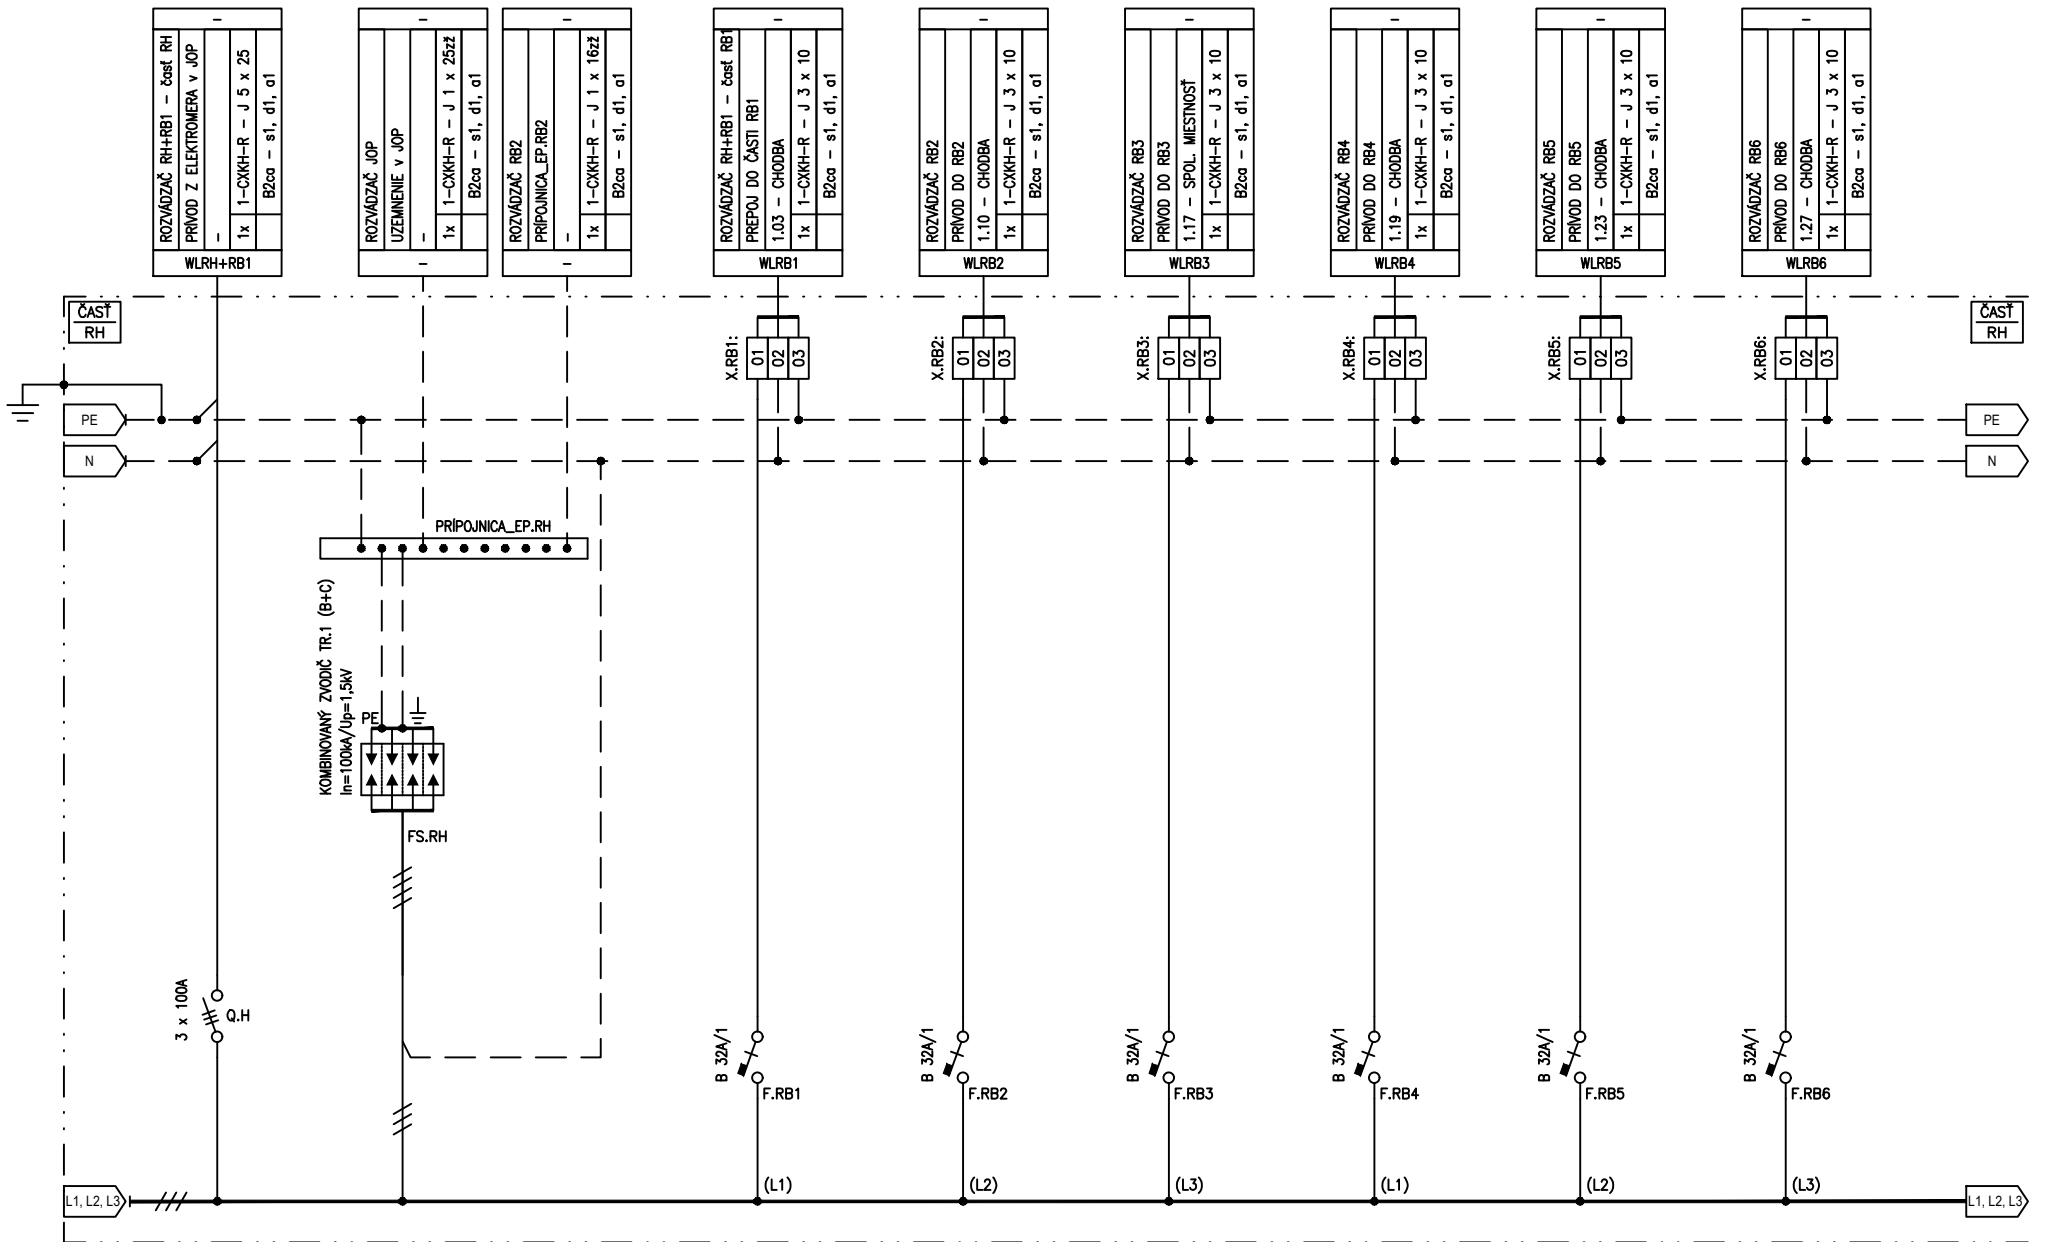 -
ROZVÁDZAČ RH+RB1 - časť RH
PRÍVOD Z ELEKTROMERA v JOP
-
1x 1-CXKH-R - J 5 x 25
B2ca - s1, d1, a1
WLRH+RB1
-
ROZVÁDZAČ JOP
UZEMNENIE v JOP
-
1x 1-CXKH-R - J 1 x 25zž
B2ca - s1, d1, a1
-
-
ROZVÁDZAČ RB2
PRÍPOJNICA_EP.RB2
-
1x 1-CXKH-R - J 1 x 16zž
B2ca - s1, d1, a1
-
-
ROZVÁDZAČ RH+RB1 - časť RB1
PREPOJ DO ČASTI RB1
1.03 - CHODBA
1x 1-CXKH-R - J 3 x 10
B2ca - s1, d1, a1
WLRB1
-
ROZVÁDZAČ RB2
PRÍVOD DO RB2
1.10 - CHODBA
1x 1-CXKH-R - J 3 x 10
B2ca - s1, d1, a1
WLRB2
-
ROZVÁDZAČ RB3
PRÍVOD DO RB3
1.17 - SPOL. MIESTNOSŤ
1x 1-CXKH-R - J 3 x 10
B2ca - s1, d1, a1
WLRB3
-
ROZVÁDZAČ RB4
PRÍVOD DO RB4
1.19 - CHODBA
1x 1-CXKH-R - J 3 x 10
B2ca - s1, d1, a1
WLRB4
-
ROZVÁDZAČ RB5
PRÍVOD DO RB5
1.23 - CHODBA
1x 1-CXKH-R - J 3 x 10
B2ca - s1, d1, a1
WLRB5
-
ROZVÁDZAČ RB6
PRÍVOD DO RB6
1.27 - CHODBA
1x 1-CXKH-R - J 3 x 10
B2ca - s1, d1, a1
WLRB6
ČASŤ
RH
ČASŤ
RH
X.RB1: 01 02 03
X.RB2: 01 02 03
X.RB3: 01 02 03
X.RB4: 01 02 03
X.RB5: 01 02 03
X.RB6: 01 02 03
PE
PE
N
N
PRÍPOJNICA_EP.RH
KOMBINOVANÝ ZVODIČ TR.1 (B+C)
In=100kA/Up=1,5kV
PE
FS.RH
3 x 100A
Q.H
B 32A/1
F.RB1
B 32A/1
F.RB2
B 32A/1
F.RB3
B 32A/1
F.RB4
B 32A/1
F.RB5
B 32A/1
F.RB6
(L1)
(L2)
(L3)
(L1)
(L2)
(L3)
L1, L2, L3
L1, L2, L3